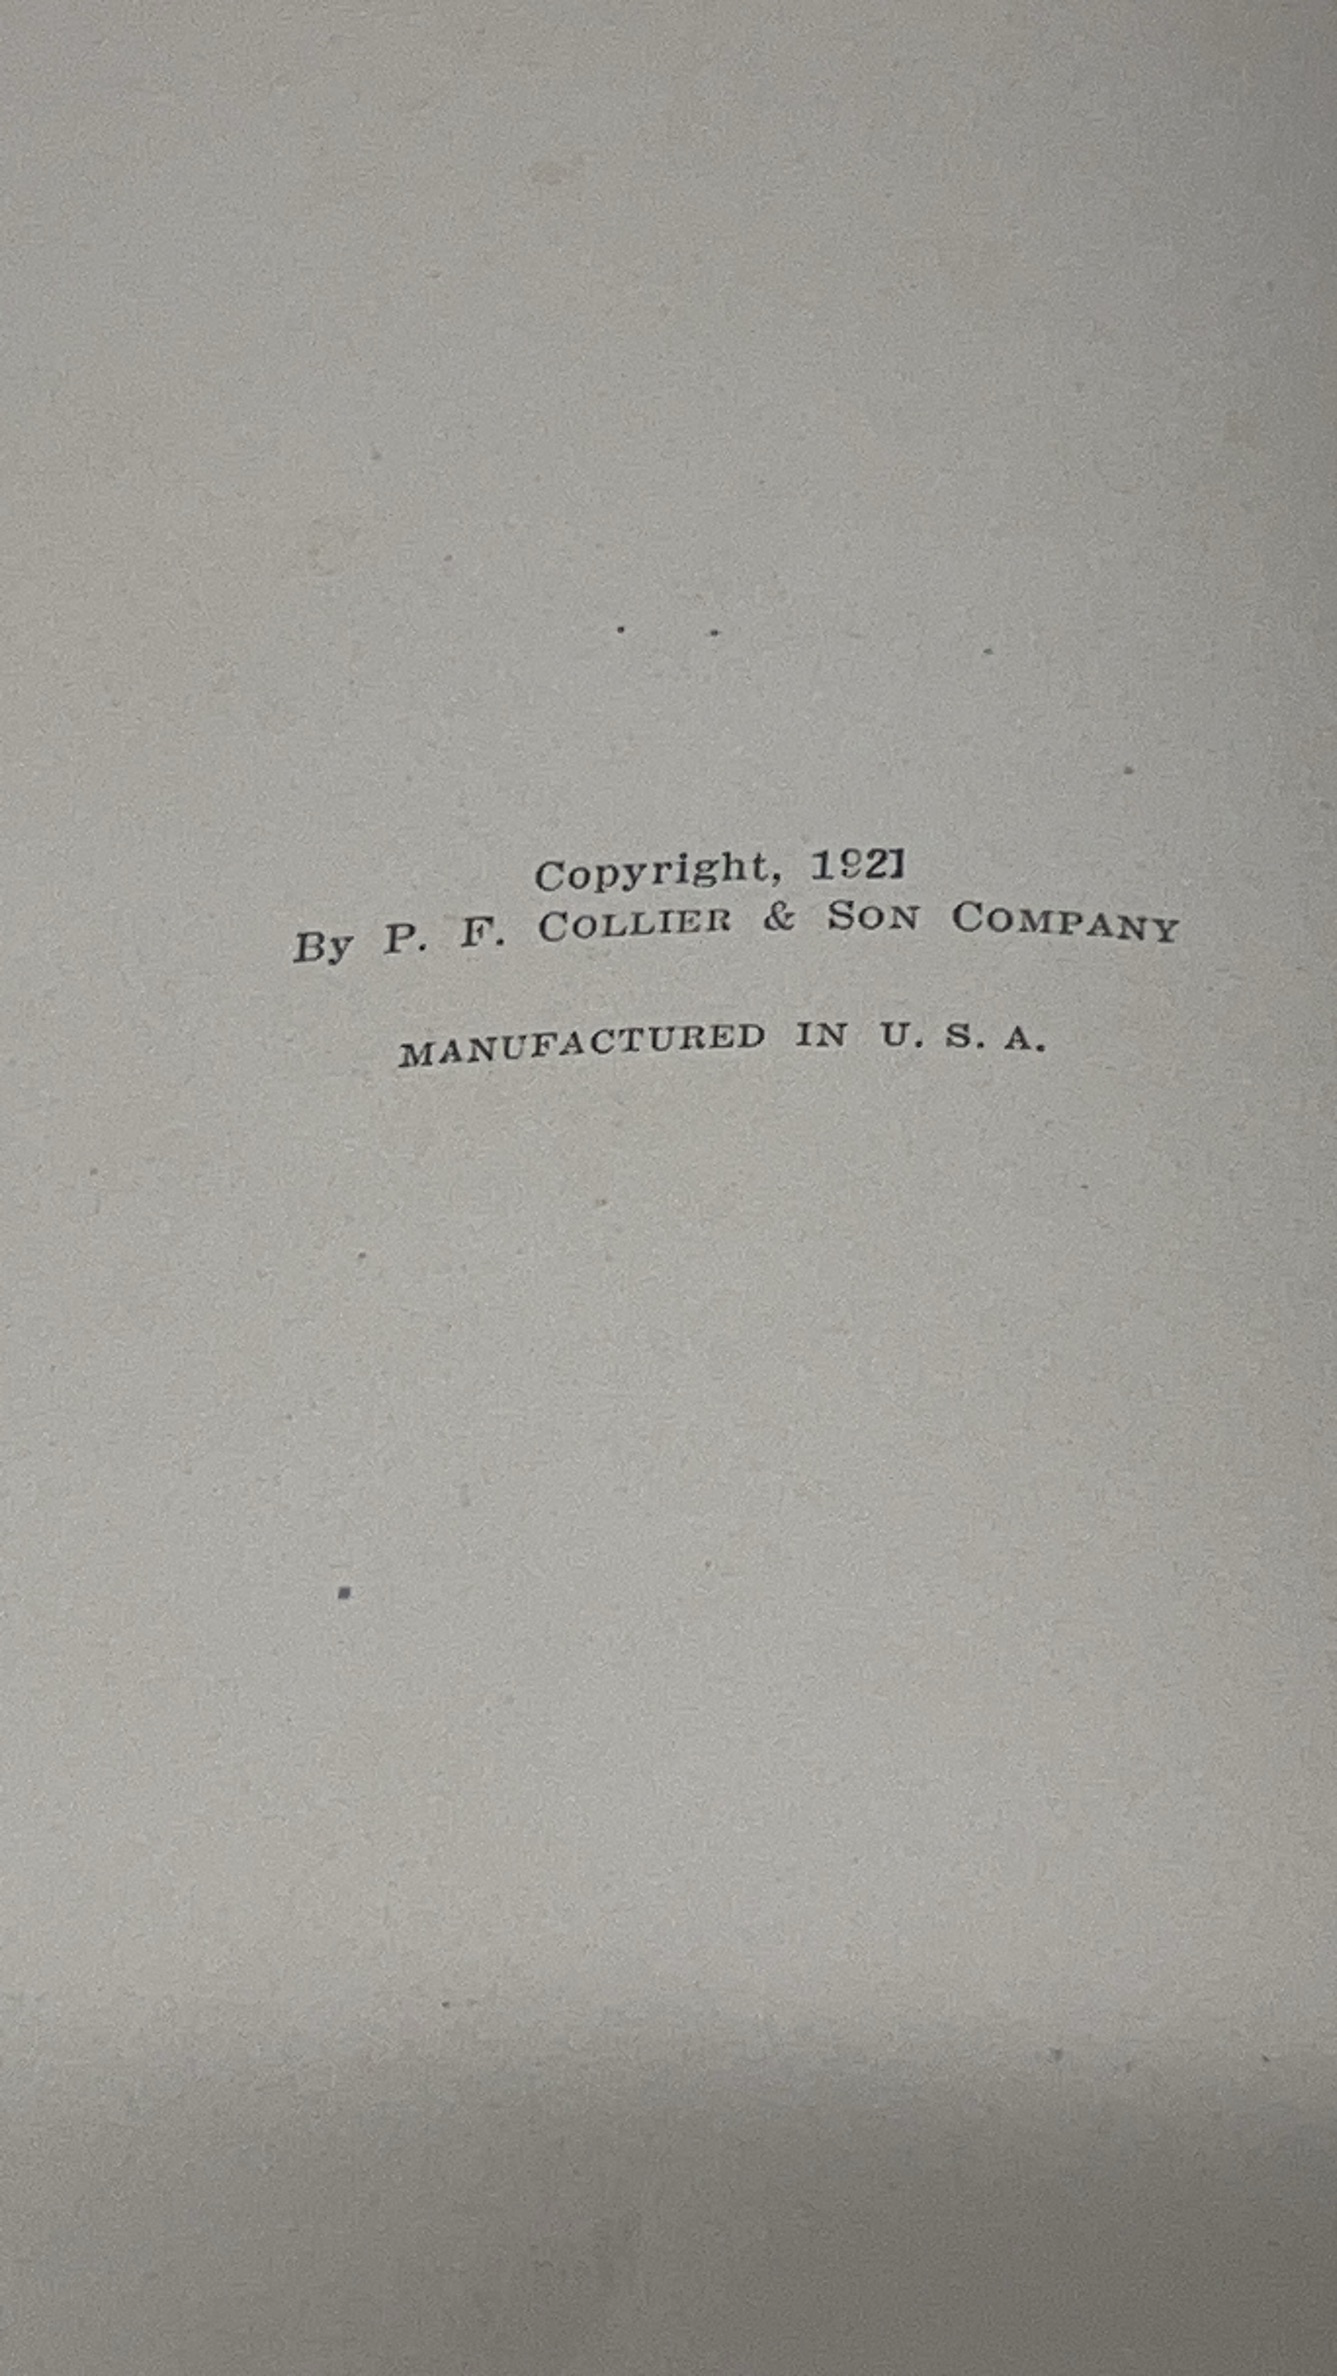 Copyright, 1921
By P. F. COLLIER & SON COMPANY
MANUFACTURED IN U. S. A.